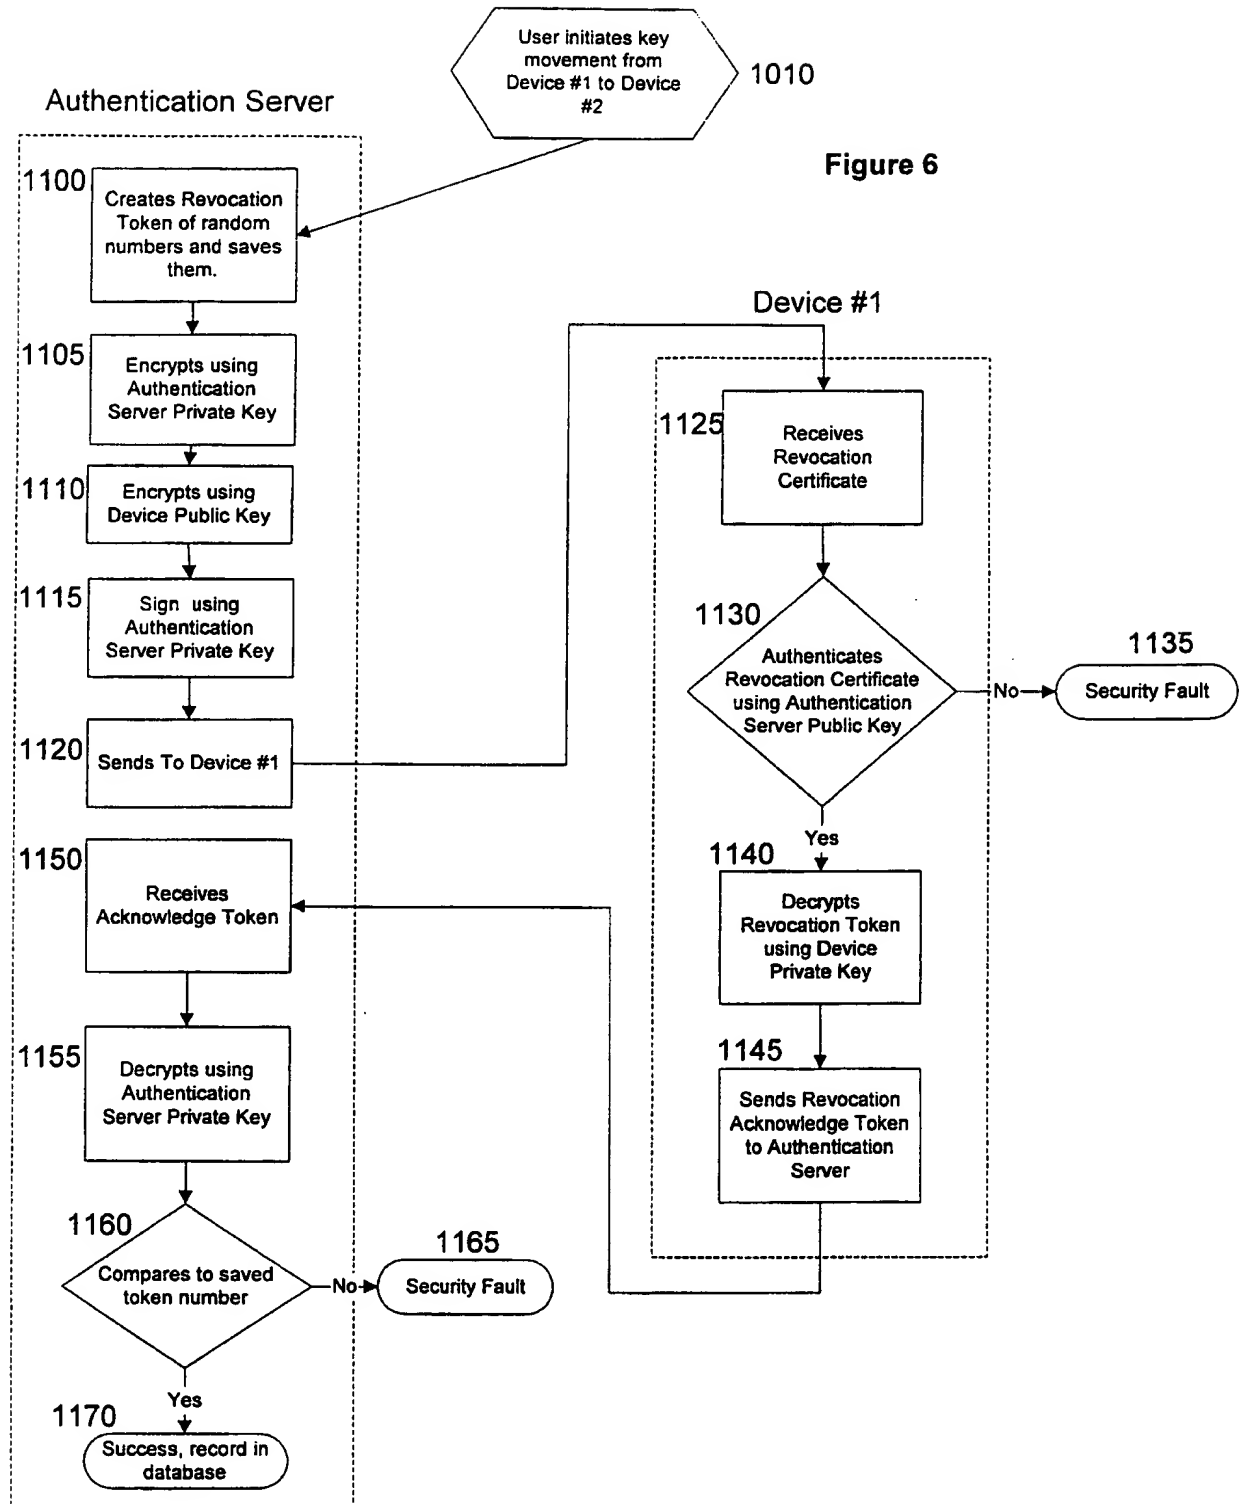 User initiates key
movement from
Device #1 to Device
#2
1010
Authentication Server
Figure 6
1100
Creates Revocation
Token of random
numbers and saves
them.
Device #1
1105
Encrypts using
Authentication
Server Private Key
1125
Receives
Revocation
Certificate
1110
Encrypts using
Device Public Key
1115
Sign using
Authentication
Server Private Key
1130
Authenticates
Revocation Certificate
using Authentication
Server Public Key
No
1135
Security Fault
1120
Sends To Device #1
Yes
1140
Decrypts
Revocation Token
using Device
Private Key
1150
Receives
Acknowledge Token
1145
Sends Revocation
Acknowledge Token
to Authentication
Server
1155
Decrypts using
Authentication
Server Private Key
1160
Compares to saved
token number
No
1165
Security Fault
Yes
1170
Success, record in
database